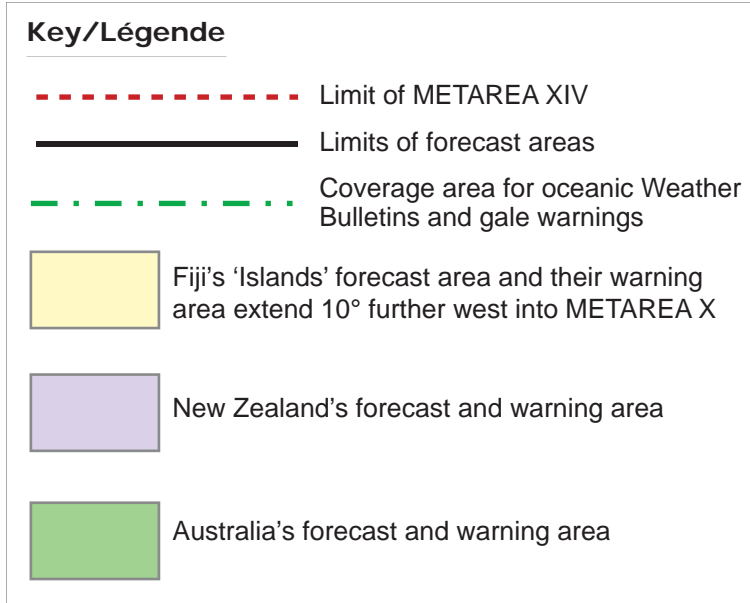 Key/Légende
Limit of METAREA XIV
Limits of forecast areas
Coverage area for oceanic Weather
Bulletins and gale warnings
Fiji's ‘Islands’ forecast area and their warning
area extend 10° further west into METAREA X
New Zealand's forecast and warning area
Australia's forecast and warning area